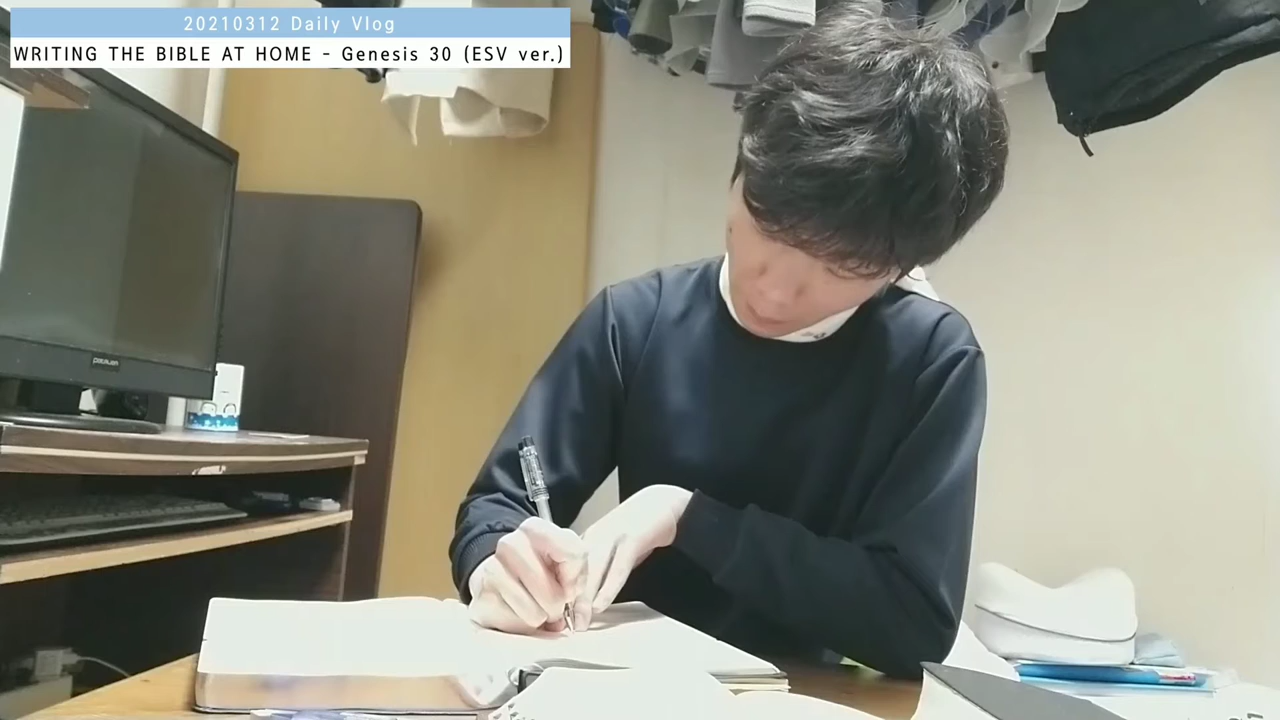 20210312 Daily Vlog
WRITING THE BIBLE AT HOME - Genesis 30 (ESV ver.)